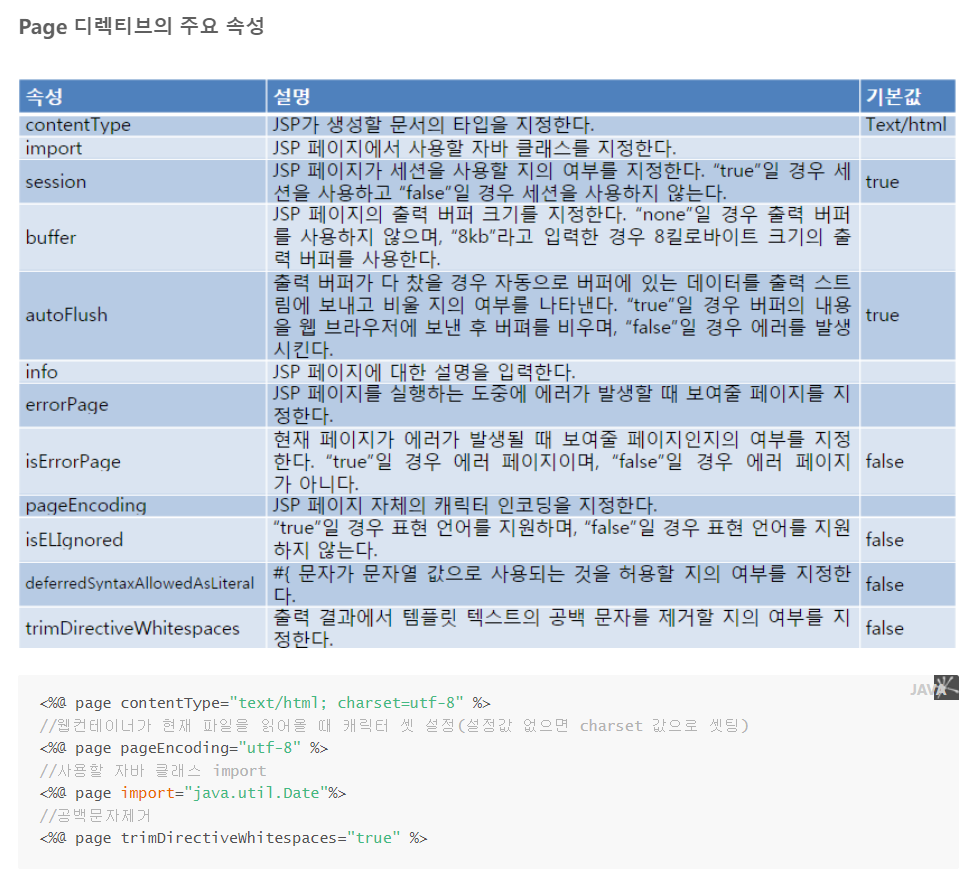 Page 디렉티브의 주요 속성
속성 설명 기본값
contentType JSP가 생성할 문서의 타입을 지정한다. Text/html
import JSP 페이지에서 사용할 자바 클래스를 지정한다.
session JSP 페이지가 세션을 사용할 지의 여부를 지정한다. “true”일 경우 세
션을 사용하고 “false”일 경우 세션을 사용하지 않는다. true
buffer JSP 페이지의 출력 버퍼 크기를 지정한다. “none”일 경우 출력 버퍼
를 사용하지 않으며, “8kb”라고 입력한 경우 8킬로바이트 크기의 출
력 버퍼를 사용한다.
autoFlush 출력 버퍼가 다 찼을 경우 자동으로 버퍼에 있는 데이터를 출력 스트
림에 보내고 비울 지의 여부를 나타낸다. “true”일 경우 버퍼의 내용
을 웹 브라우저에 보낸 후 버펴를 비우며, “false”일 경우 에러를 발생 true
시킨다.
info JSP 페이지에 대한 설명을 입력한다.
errorPage JSP 페이지를 실행하는 도중에 에러가 발생할 때 보여줄 페이지를 지
정한다.
isErrorPage 현재 페이지가 에러가 발생될 때 보여줄 페이지인지의 여부를 지정
한다. “true”일 경우 에러 페이지이며, “false”일 경우 에러 페이지 false
가 아니다.
pageEncoding JSP 페이지 자체의 캐릭터 인코딩을 지정한다.
isELIgnored “true”일 경우 표현 언어를 지원하며, “false”일 경우 표현 언어를 지원
하지 않는다. false
deferredSyntaxAllowedAsLiteral #{ 문자가 문자열 값으로 사용되는 것을 허용할 지의 여부를 지정한
다. false
trimDirectiveWhitespaces 출력 결과에서 템플릿 텍스트의 공백 문자를 제거할 지의 여부를 지
정한다. false
JAVA
<%@ page contentType="text/html; charset=utf-8" %>
//웹컨테이너가 현재 파일을 읽어올 때 캐릭터 셋 설정(설정값 없으면 charset 값으로 셋팅)
<%@ page pageEncoding="utf-8" %>
//사용할 자바 클래스 import
<%@ page import="java.util.Date"%>
//공백문자제거
<%@ page trimDirectiveWhitespaces="true" %>